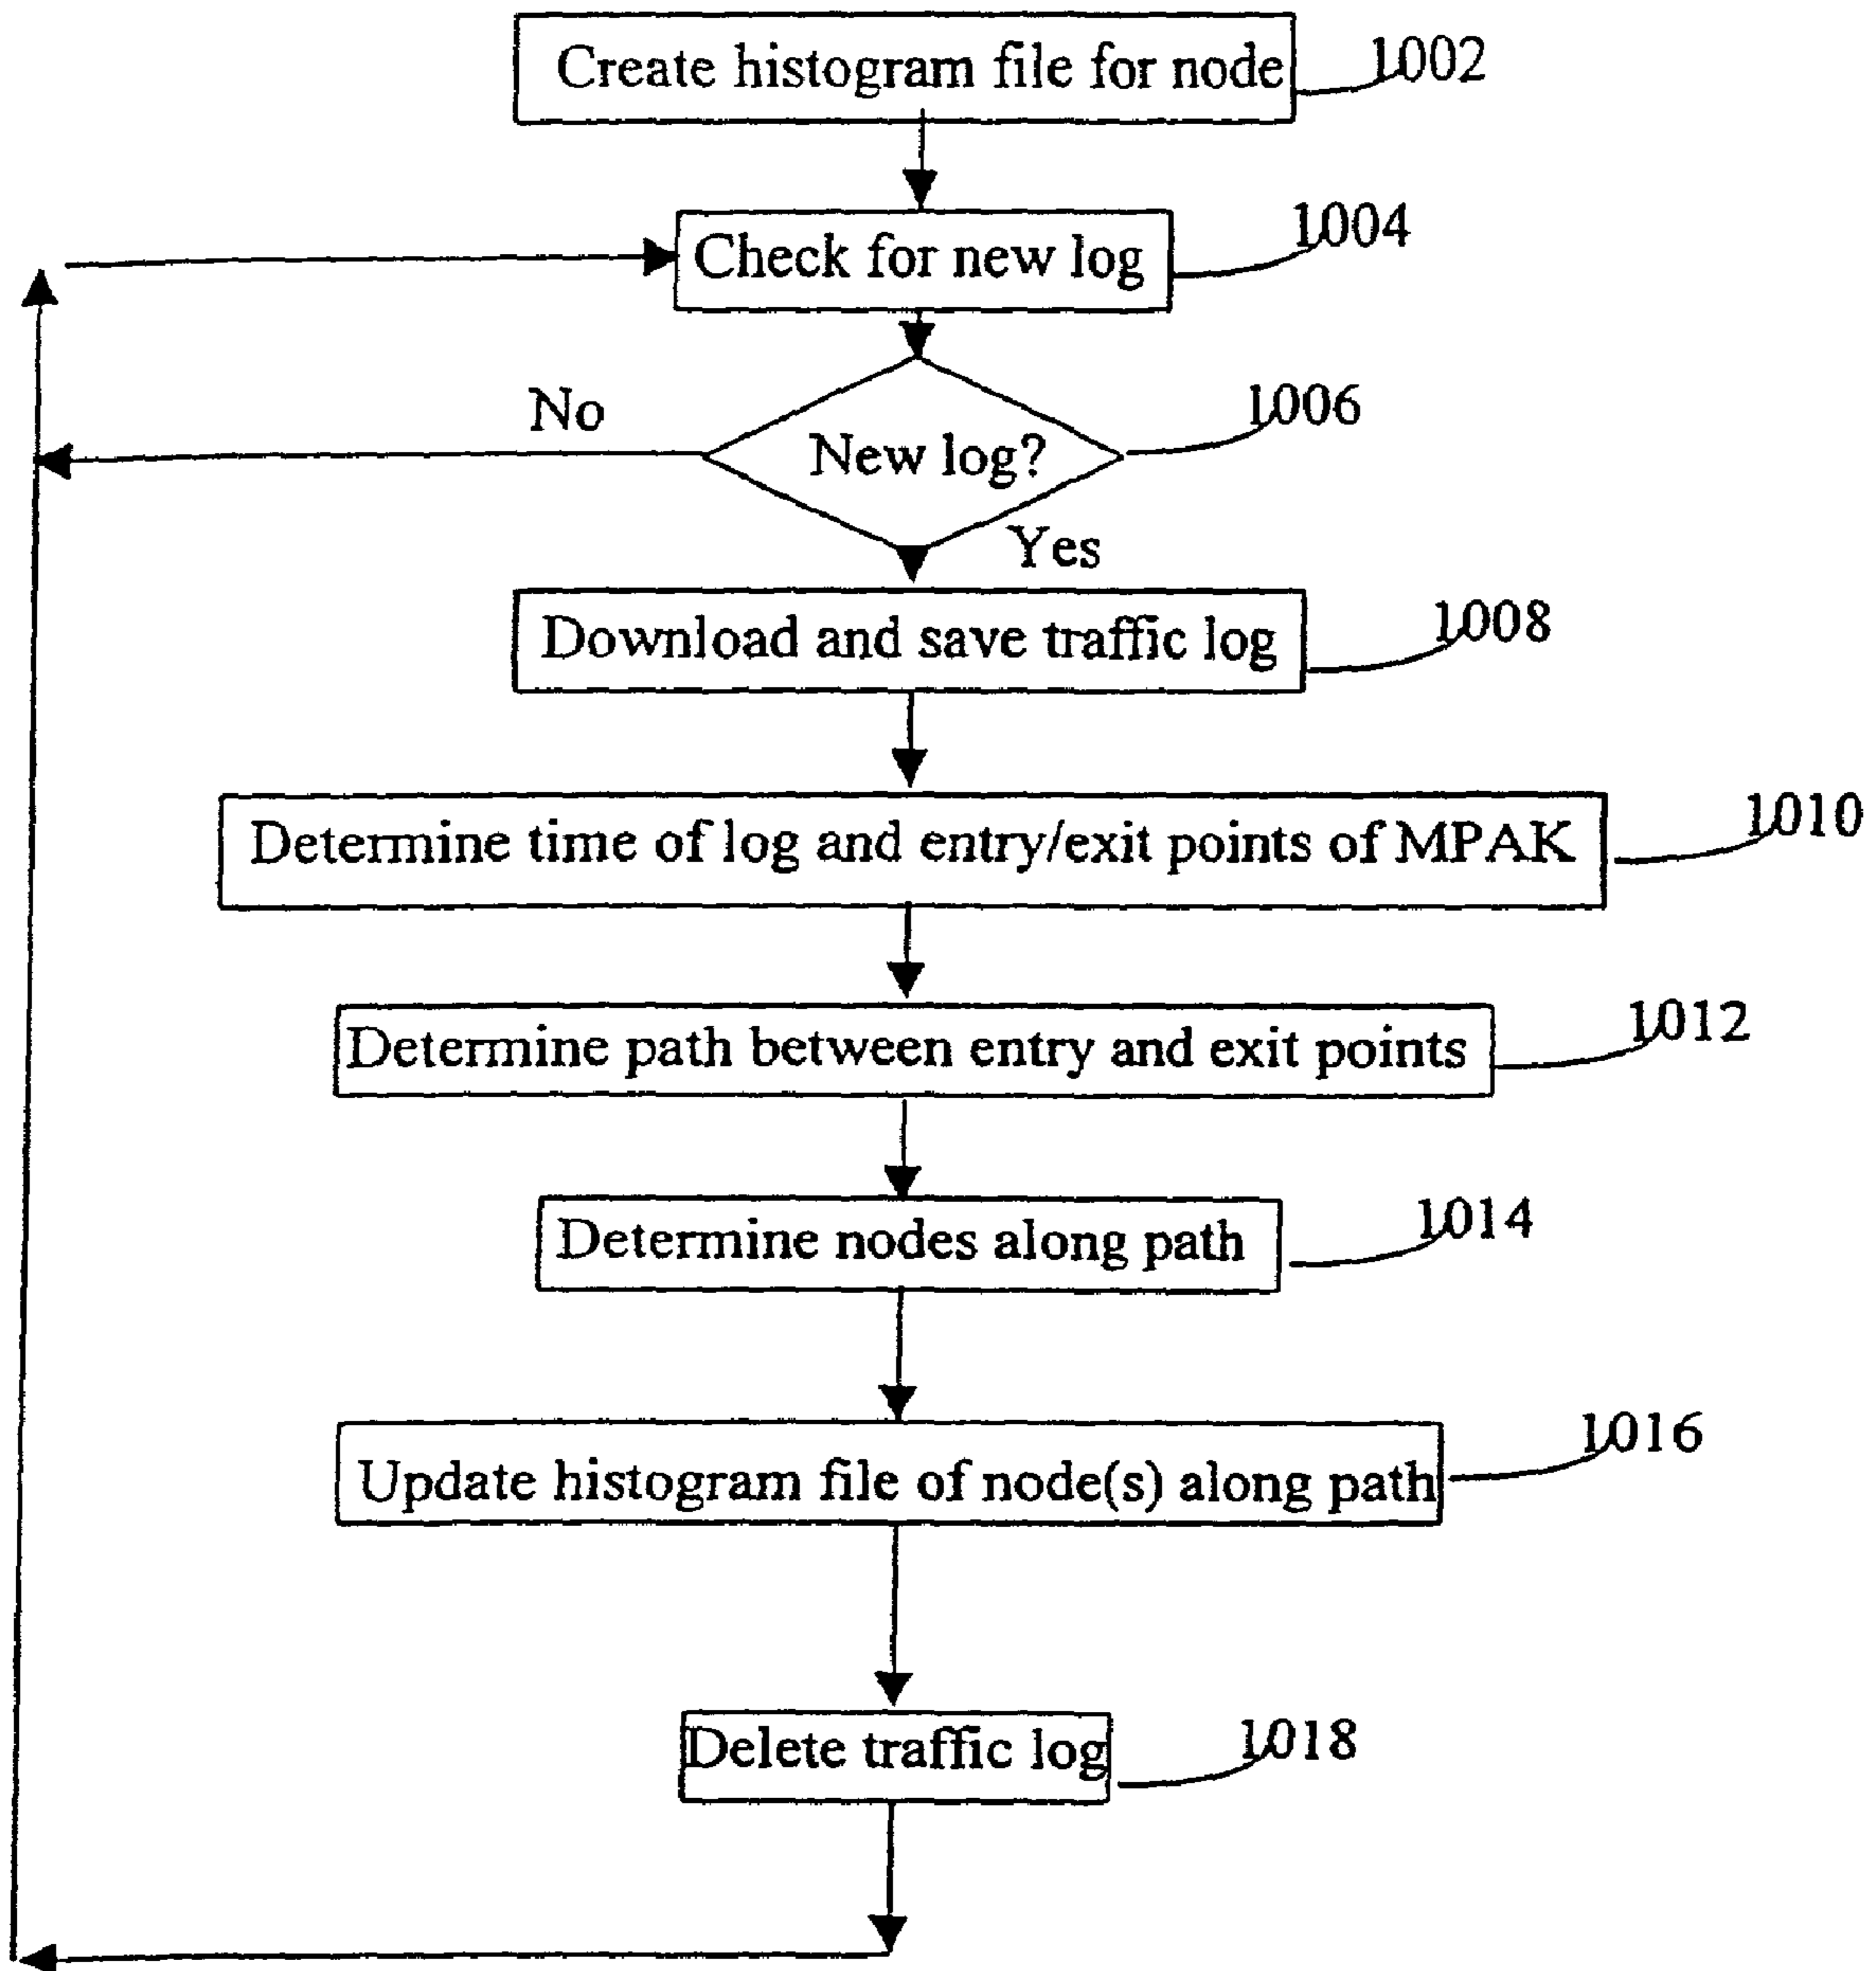 Create histogram file for node
1002
Check for new log
1004
New log?
1006
No
Yes
Download and save traffic log
1008
Determine time of log and entry/exit points of MPAK
1010
Determine path between entry and exit points
1012
Determine nodes along path
1014
Update histogram file of node(s) along path
1016
Delete traffic log
1018